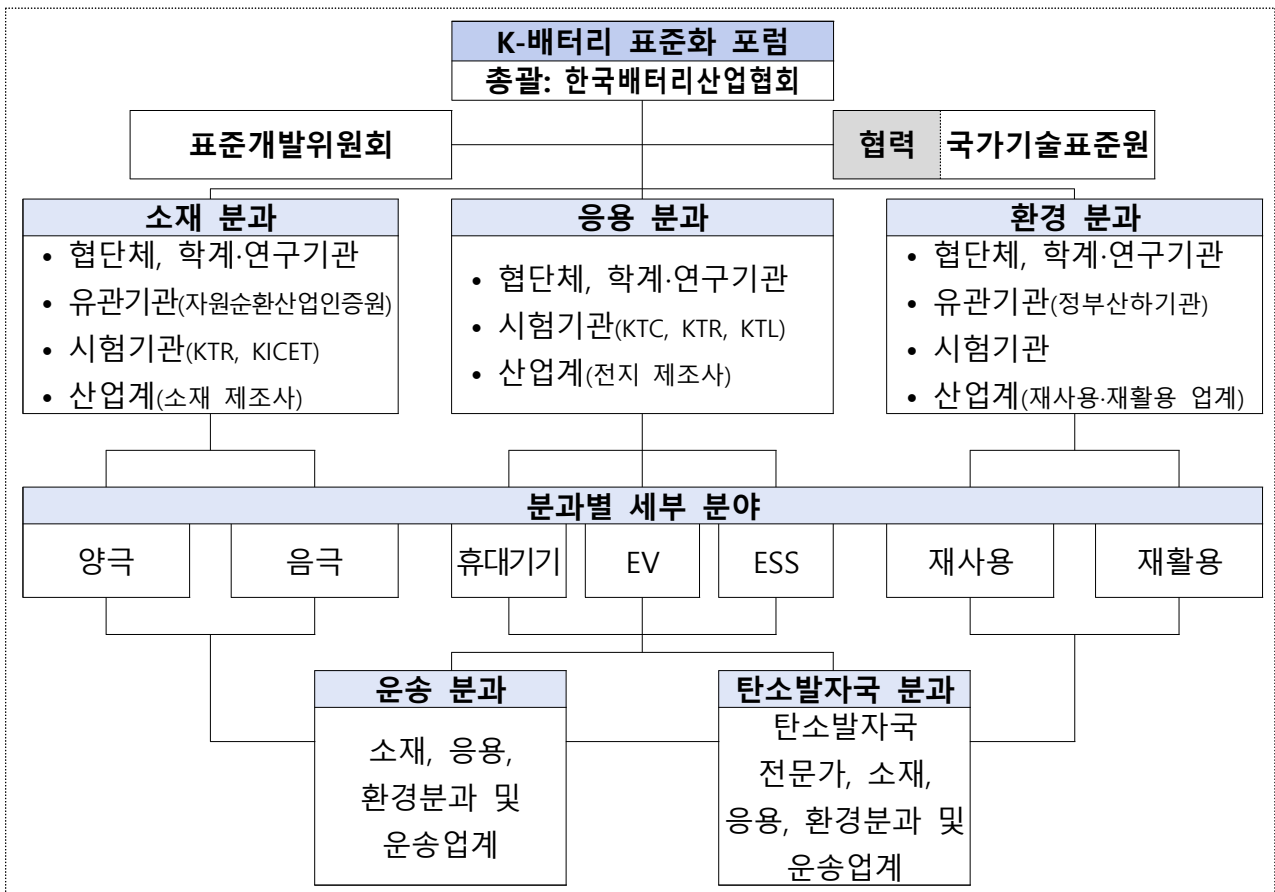 K-배터리 표준화 포럼
총괄: 한국배터리산업협회
표준개발위원회
협력 국가기술표준원
소재 분과
• 협단체, 학계·연구기관
• 유관기관(자원순환산업인증원)
• 시험기관(KTR, KICET)
• 산업계(소재 제조사)
응용 분과
• 협단체, 학계·연구기관
• 시험기관(KTC, KTR, KTL)
• 산업계(전지 제조사)
환경 분과
• 협단체, 학계·연구기관
• 유관기관(정부산하기관)
• 시험기관
• 산업계(재사용·재활용 업계)
분과별 세부 분야
양극 음극 휴대기기 EV ESS 재사용 재활용
운송 분과
소재, 응용,
환경분과 및
운송업계
탄소발자국 분과
탄소발자국
전문가, 소재,
응용, 환경분과 및
운송업계